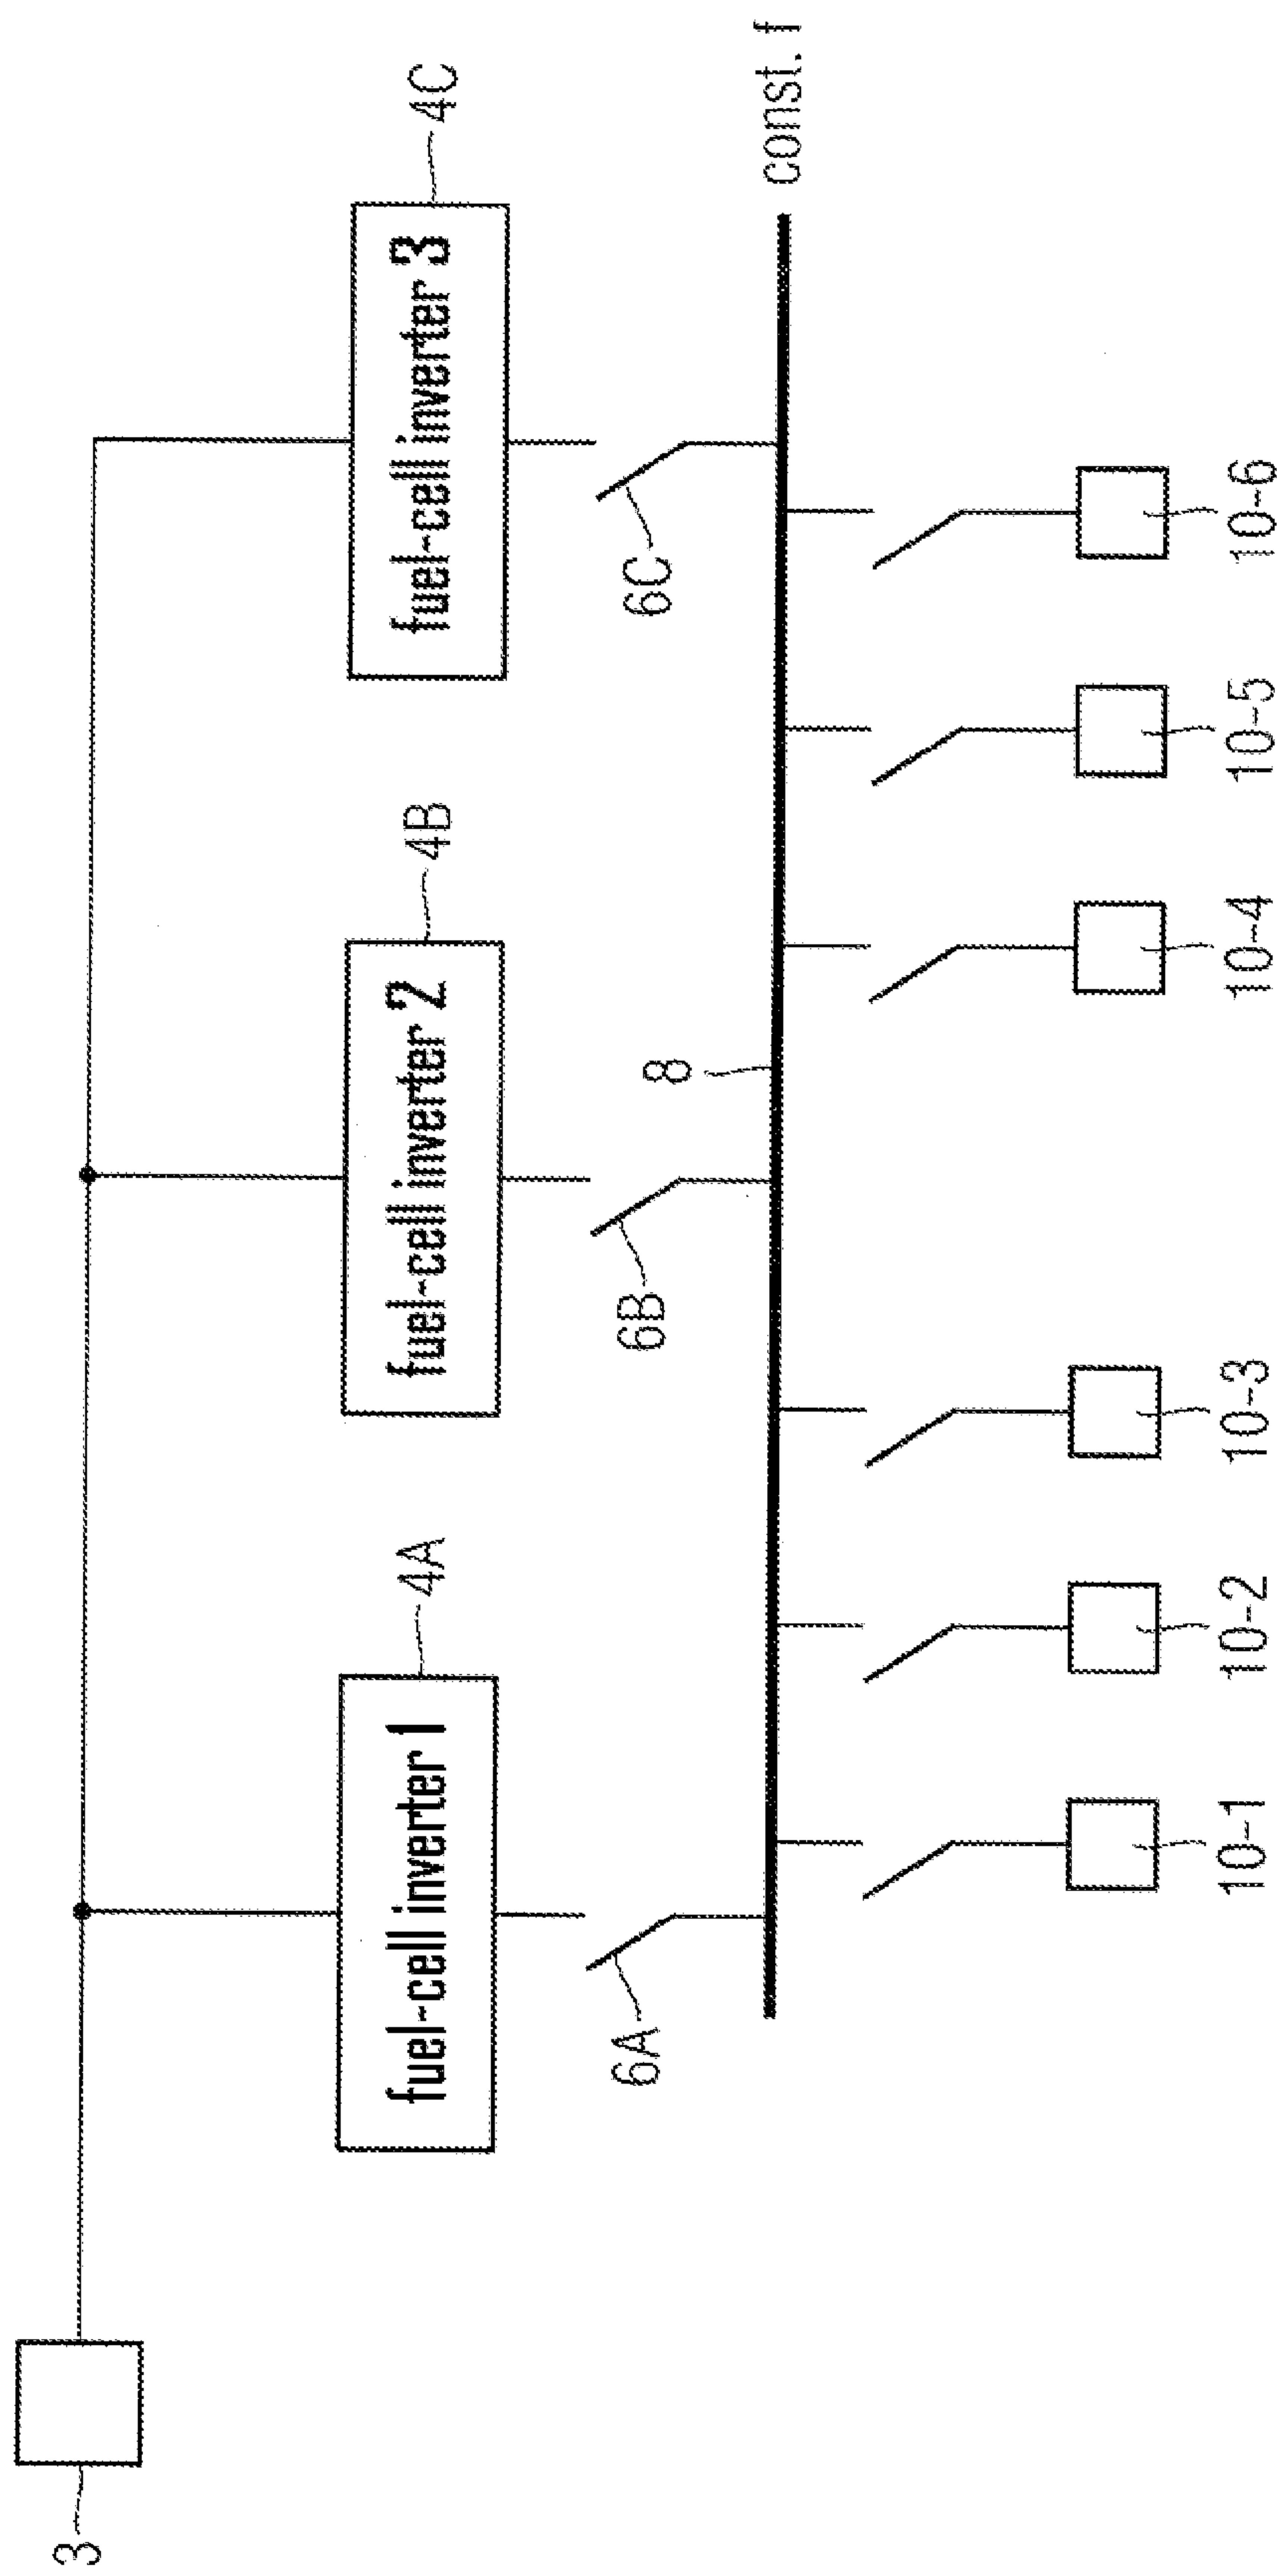 3
fuel-cell inverter 1
4A
fuel-cell inverter 2
4B
fuel-cell inverter 3
4C
6A
6B
6C
8
const. f
10-1
10-2
10-3
10-4
10-5
10-6